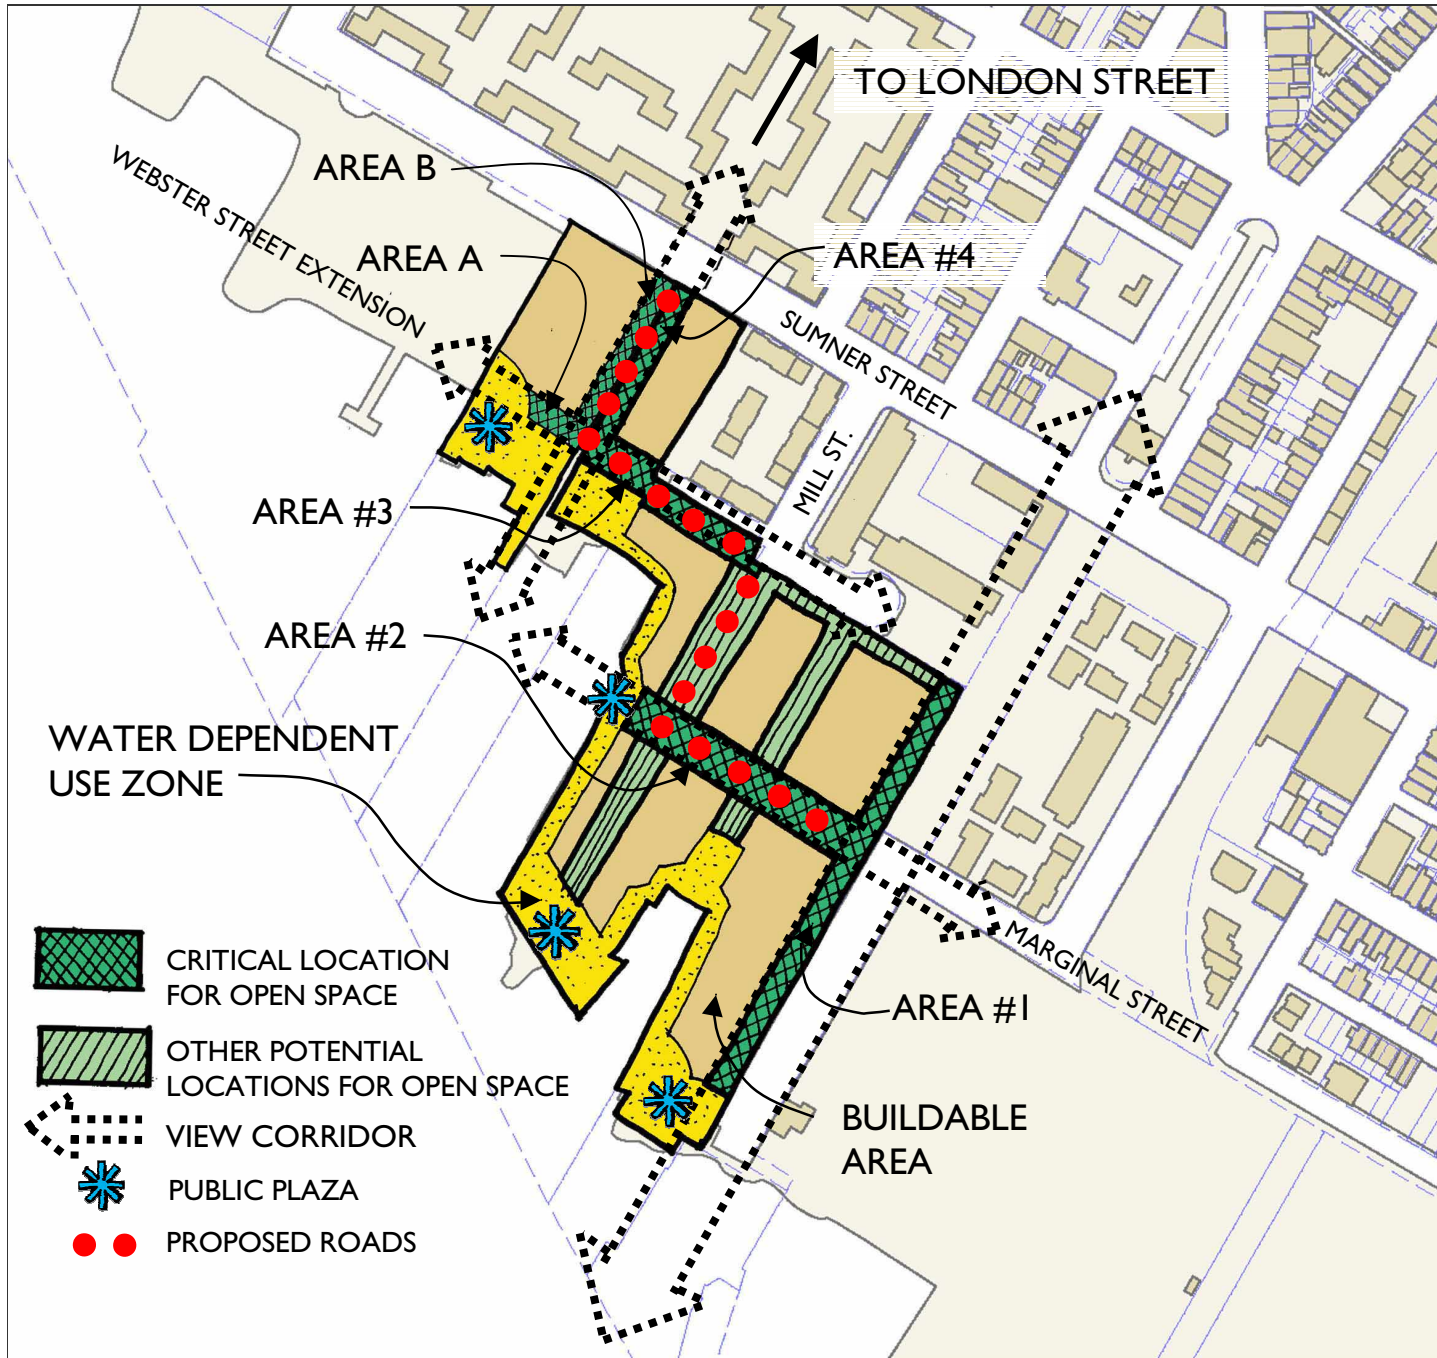 TO LONDON STREET
AREA B
WEBSTER STREET EXTENSION
AREA A
AREA #4
SUMNER STREET
MILL ST.
AREA #3
AREA #2
WATER DEPENDENT
USE ZONE
CRITICAL LOCATION
FOR OPEN SPACE
MARGINAL STREET
AREA #1
OTHER POTENTIAL
LOCATIONS FOR OPEN SPACE
VIEW CORRIDOR
BUILDABLE
AREA
PUBLIC PLAZA
PROPOSED ROADS